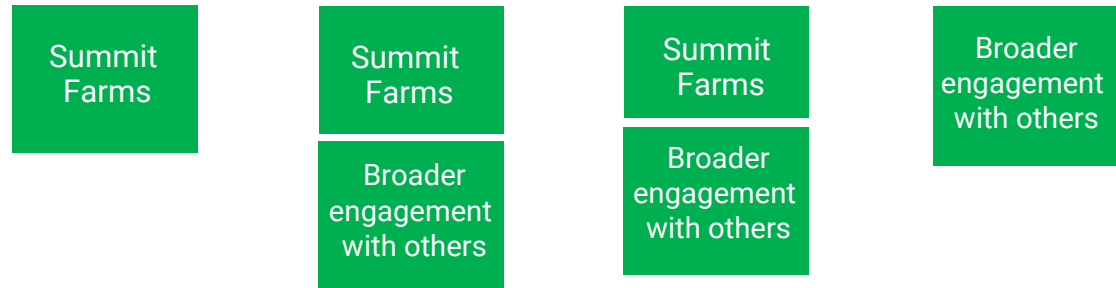 Summit
Farms
Summit
Farms
Broader
engagement
with others
Summit
Farms
Broader
engagement
with others
Broader
engagement
with others